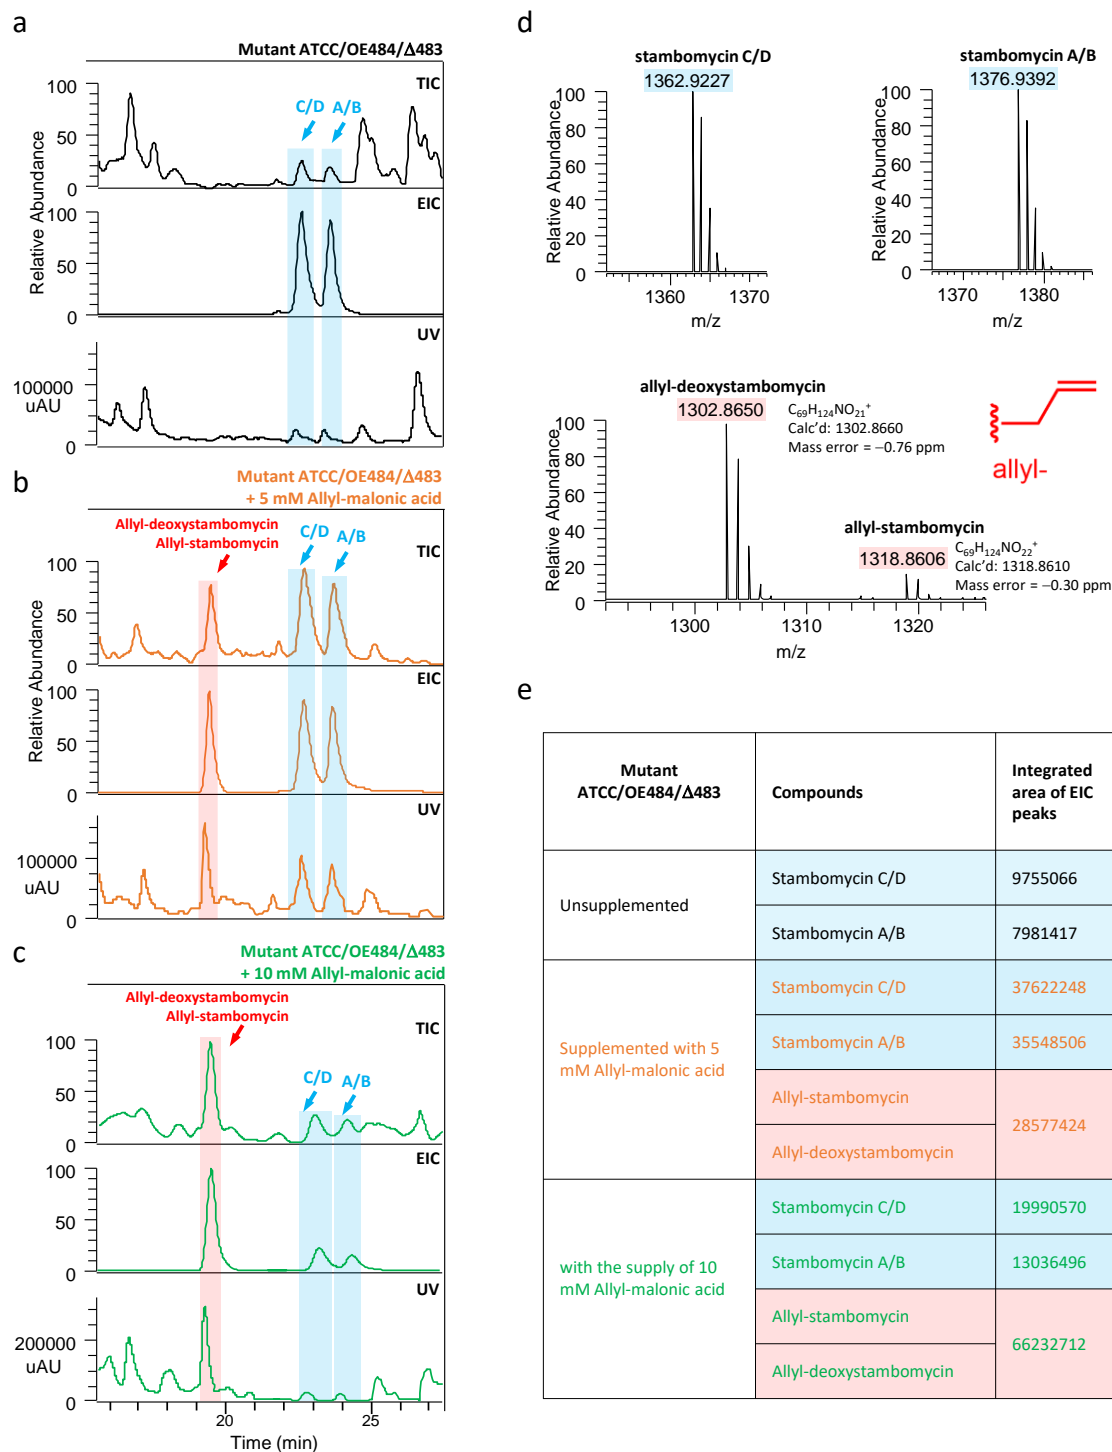 a
Mutant ATCC/OE484/Δ483
TIC
100
50
0
C/D
A/B
EIC
100
50
0
Relative Abundance
UV
100000
uAU
0
b
Mutant ATCC/OE484/Δ483
+ 5 mM Allyl-malonic acid
Allyl-deoxystambomycin
Allyl-stambomycin
C/D
A/B
TIC
100
50
0
EIC
100
50
0
Relative Abundance
UV
100000
uAU
0
c
Mutant ATCC/OE484/Δ483
+ 10 mM Allyl-malonic acid
Allyl-deoxystambomycin
Allyl-stambomycin
TIC
100
50
0
C/D
A/B
EIC
100
50
0
UV
200000
uAU
0
20
25
Time (min)
d
stambomycin C/D
1362.9227
100
80
60
40
20
0
Relative Abundance
1360
1370
m/z
stambomycin A/B
1376.9392
100
80
60
40
20
0
Relative Abundance
1370
1380
m/z
allyl-deoxystambomycin
1302.8650
C₆₉H₁₂₄NO₂₁⁺
Calc'd: 1302.8660
Mass error = −0.76 ppm
allyl-
allyl-stambomycin
1318.8606
C₆₉H₁₂₄NO₂₂⁺
Calc'd: 1318.8610
Mass error = −0.30 ppm
100
80
60
40
20
0
Relative Abundance
1300
1310
1320
m/z
e
Mutant
ATCC/OE484/Δ483
Compounds
Integrated
area of EIC
peaks
Unsupplemented
Stambomycin C/D
9755066
Stambomycin A/B
7981417
Supplemented with 5
mM Allyl-malonic acid
Stambomycin C/D
37622248
Stambomycin A/B
35548506
Allyl-stambomycin
Allyl-deoxystambomycin
28577424
with the supply of 10
mM Allyl-malonic acid
Stambomycin C/D
19990570
Stambomycin A/B
13036496
Allyl-stambomycin
Allyl-deoxystambomycin
66232712